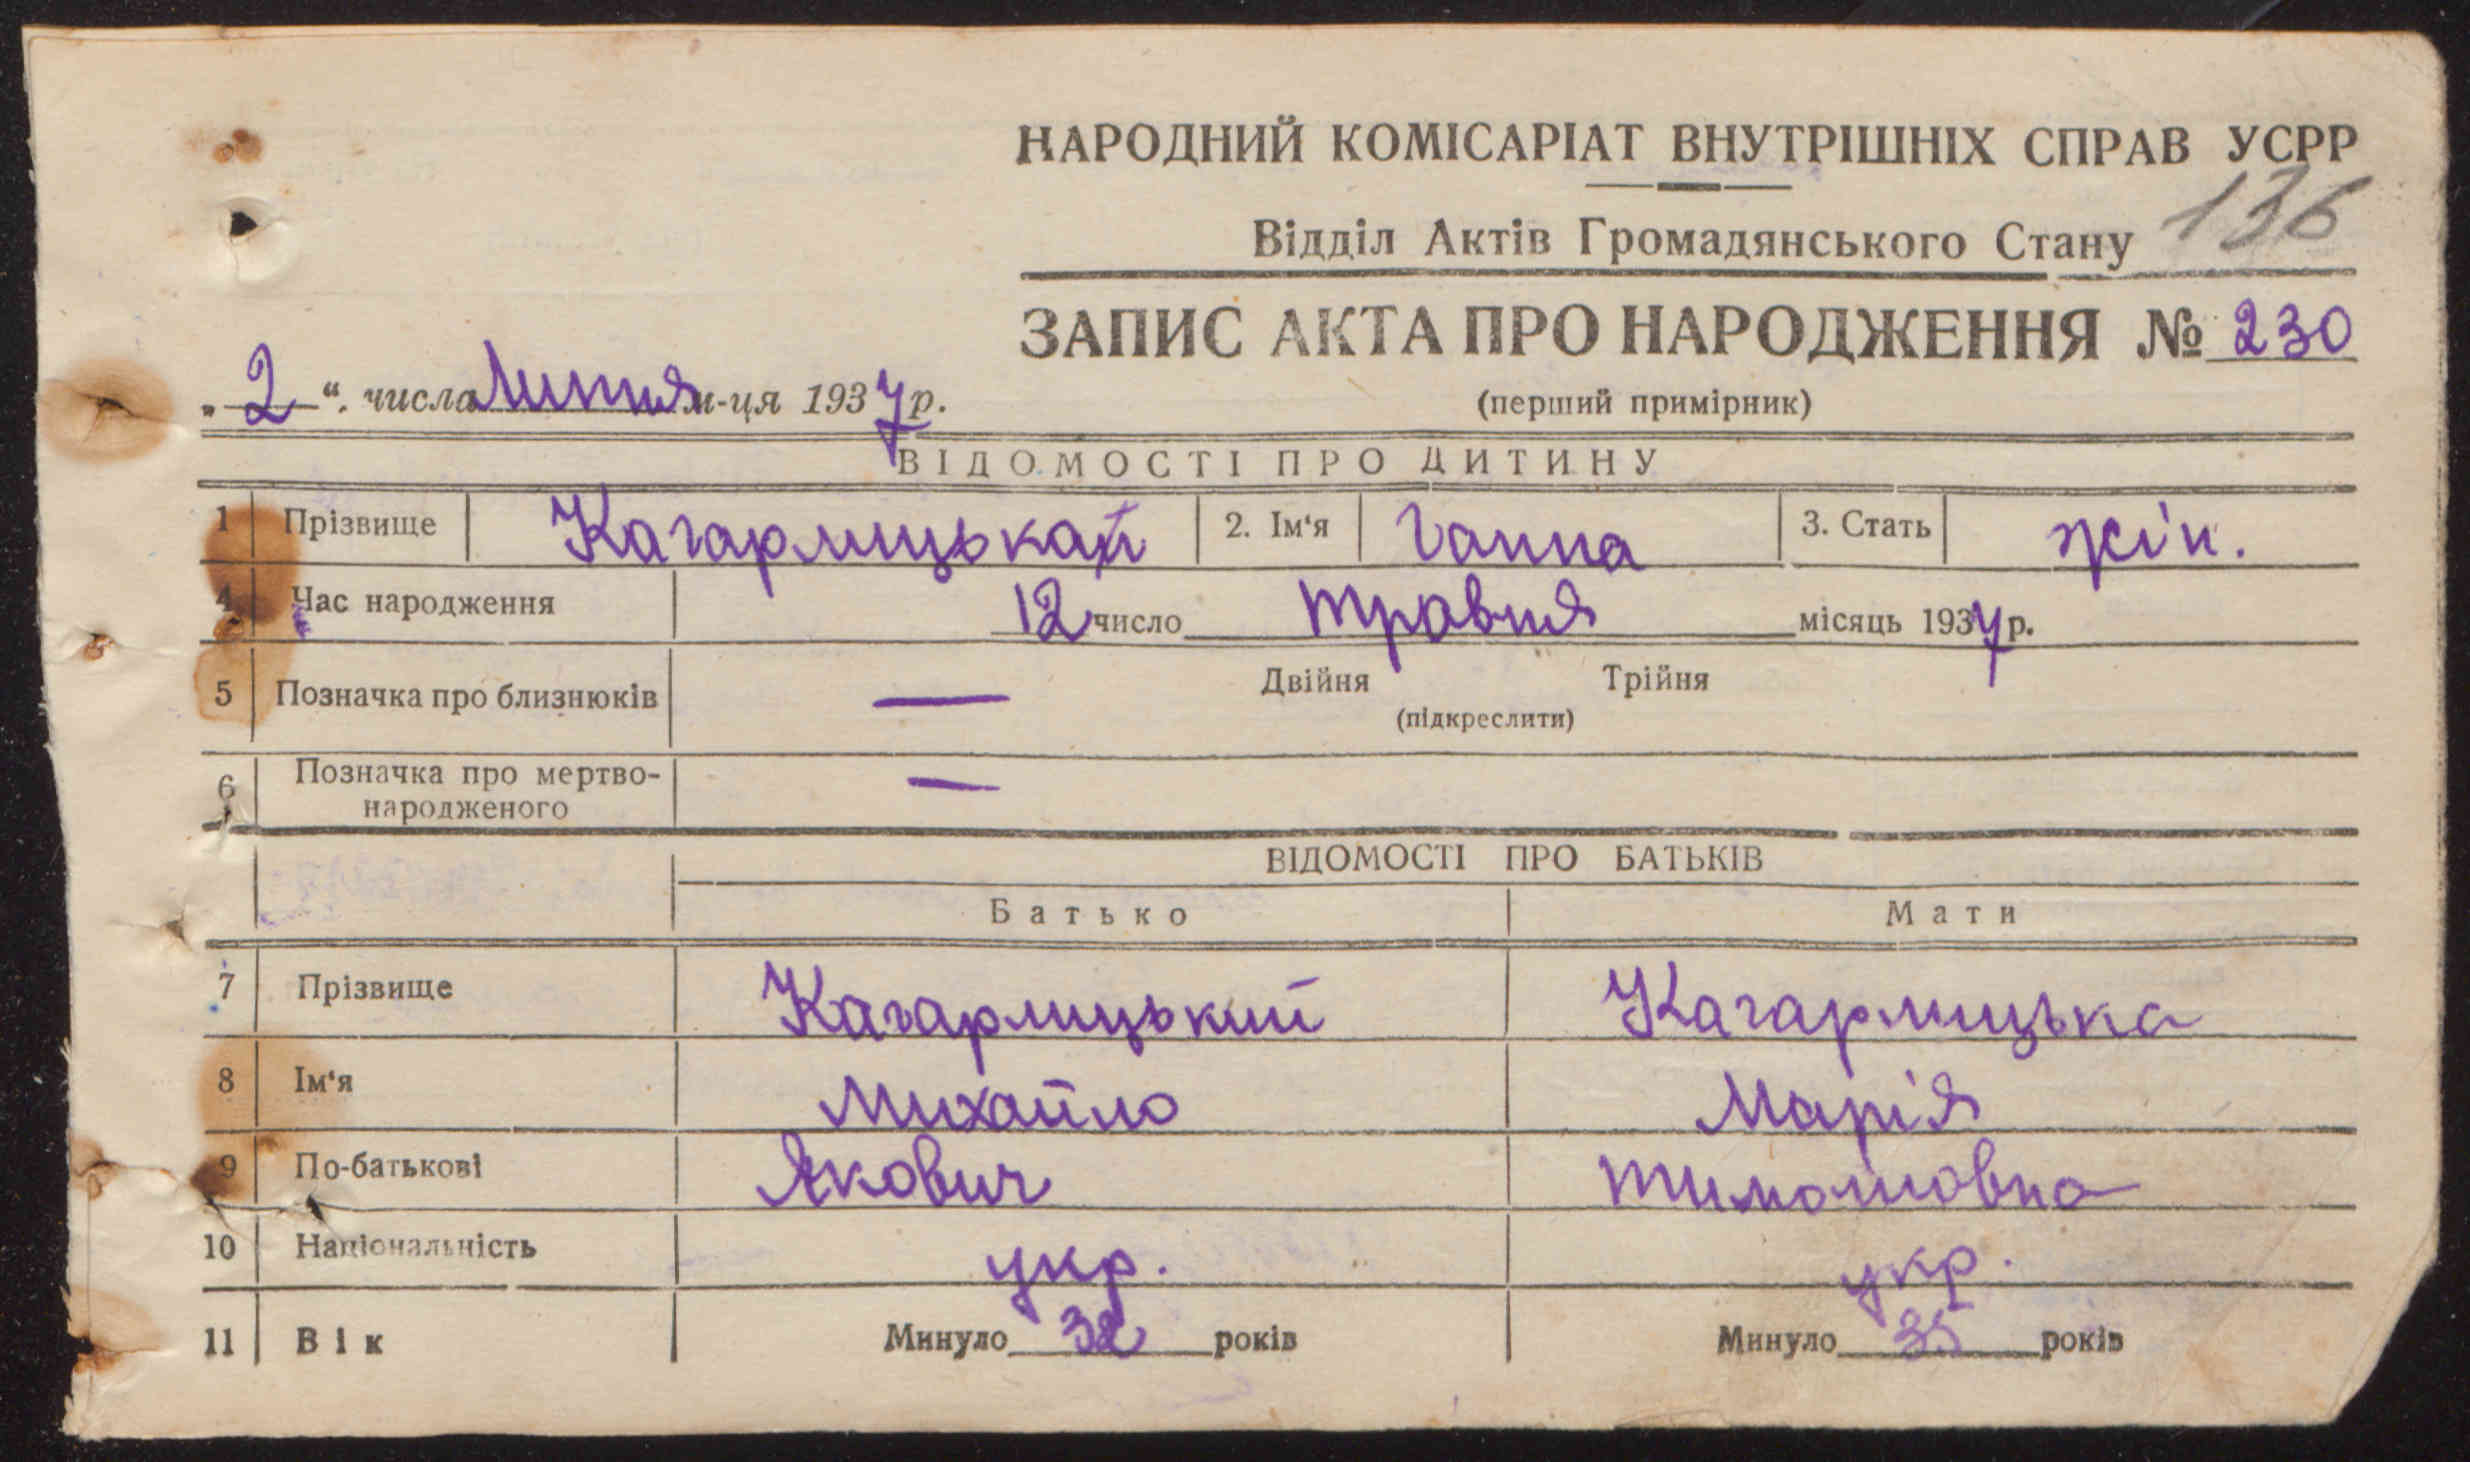 НАРОДНИЙ КОМІСАРІАТ ВНУТРІШНІХ СПРАВ УСРР
Відділ Актів Громадянського Стану 136
ЗАПИС АКТА ПРО НАРОДЖЕННЯ № 230
„2“ числа Липня м-ця 1937 р.
(перший примірник)
ВІДОМОСТІ ПРО ДИТИНУ
1 Прізвище Кагарлицька 2. Ім‘я Ганна 3. Стать жін.
4 Час народження 12 число травня місяць 1937 р.
5 Позначка про близнюків — Двійня Трійня
(підкреслити)
6 Позначка про мертво-
народженого —
ВІДОМОСТІ ПРО БАТЬКІВ
Батько Мати
7 Прізвище Кагарлицький Кагарлицька
8 Ім‘я Михайло Марія
9 По-батькові Якович
10 Національність укр. укр.
11 Вік Минуло років Минуло 35 років